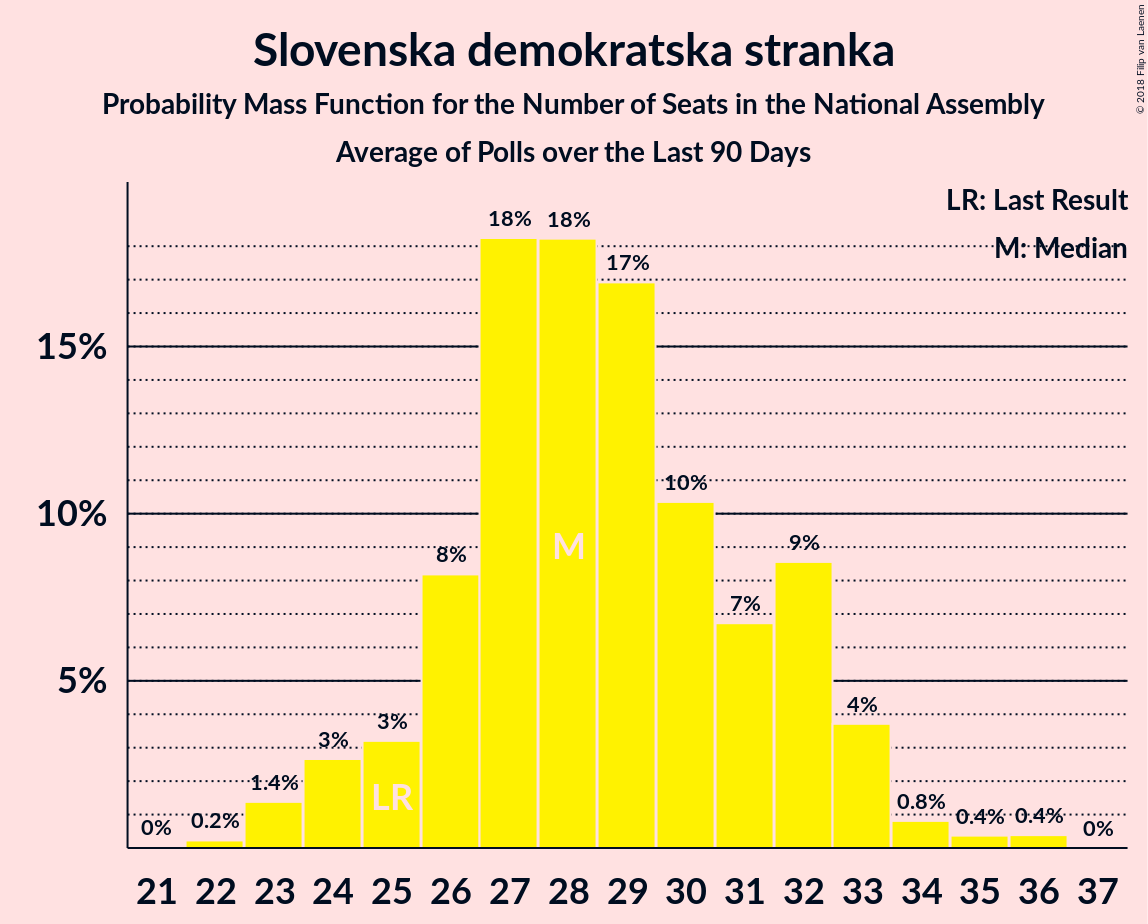 Slovenska demokratska stranka
Probability Mass Function for the Number of Seats in the National Assembly
Average of Polls over the Last 90 Days
© 2018 Filip van Laenen
LR: Last Result
M: Median
15%
10%
5%
0%
0.2%
1.4%
3%
3%
8%
18%
18%
17%
10%
7%
9%
4%
0.8%
0.4%
0.4%
0%
LR
M
21 22 23 24 25 26 27 28 29 30 31 32 33 34 35 36 37